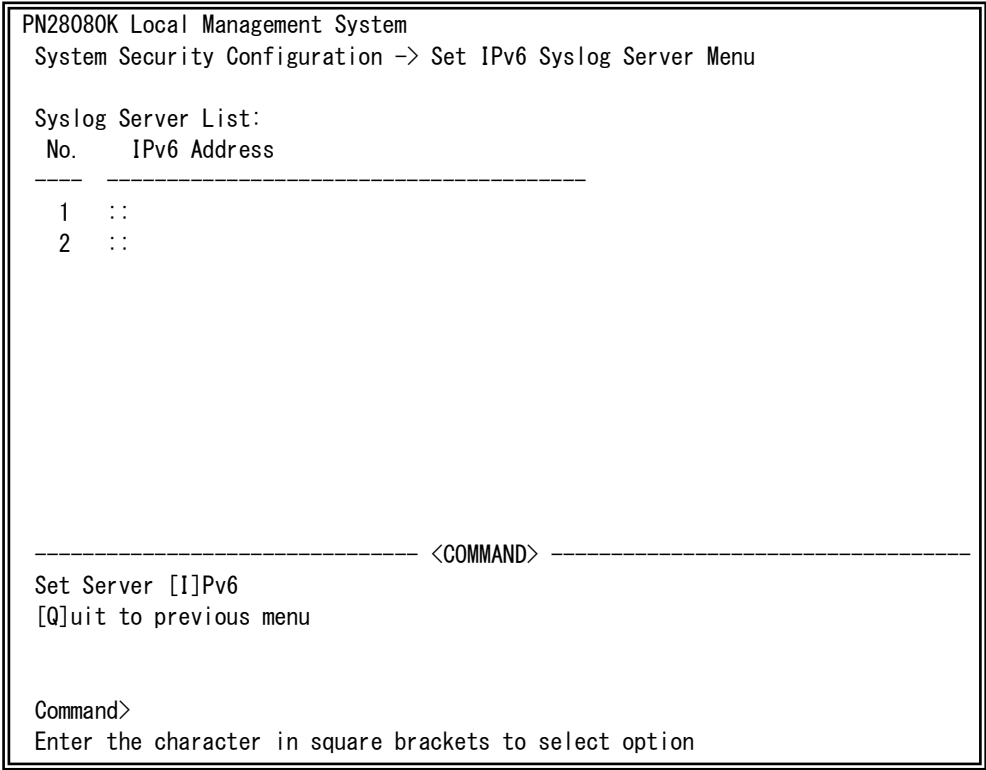 PN28080K Local Management System
System Security Configuration -> Set IPv6 Syslog Server Menu
Syslog Server List:
No. IPv6 Address
---- ----------------------------------------
1 ::
2 ::
-------------------------------- <COMMAND> -----------------------------------
Set Server [I]Pv6
[Q]uit to previous menu
Command>
Enter the character in square brackets to select option